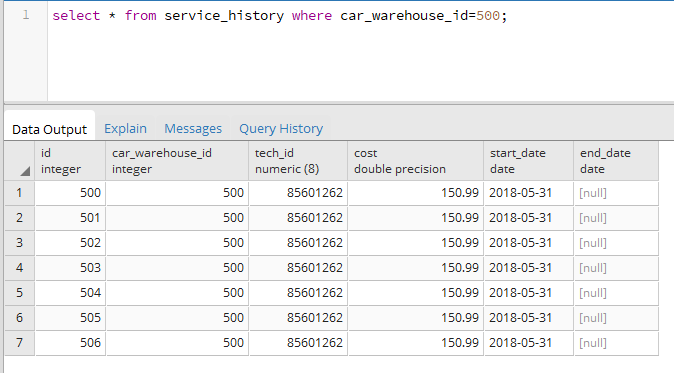 1 select * from service_history where car_warehouse_id=500;
Data Output Explain Messages Query History
id car_warehouse_id tech_id cost start_date end_date
integer integer numeric (8) double precision date date
1 500 500 85601262 150.99 2018-05-31 [null]
2 501 500 85601262 150.99 2018-05-31 [null]
3 502 500 85601262 150.99 2018-05-31 [null]
4 503 500 85601262 150.99 2018-05-31 [null]
5 504 500 85601262 150.99 2018-05-31 [null]
6 505 500 85601262 150.99 2018-05-31 [null]
7 506 500 85601262 150.99 2018-05-31 [null]